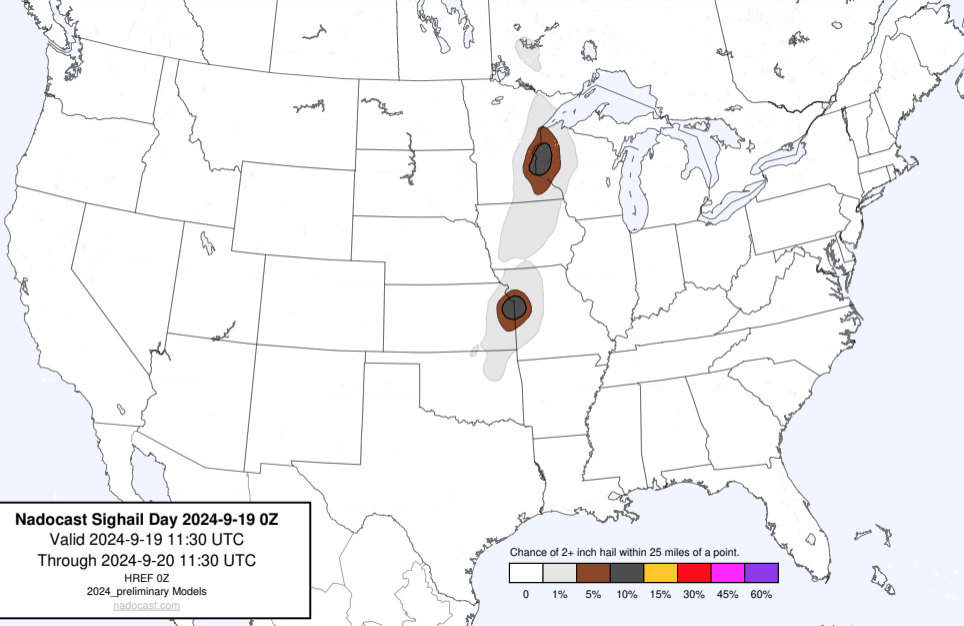 Nadocast Sighail Day 2024-9-19 0Z
Valid 2024-9-19 11:30 UTC
Through 2024-9-20 11:30 UTC
HREF 0Z
2024_preliminary Models
nadocast.com
Chance of 2+ inch hail within 25 miles of a point.
0 1% 5% 10% 15% 30% 45% 60%